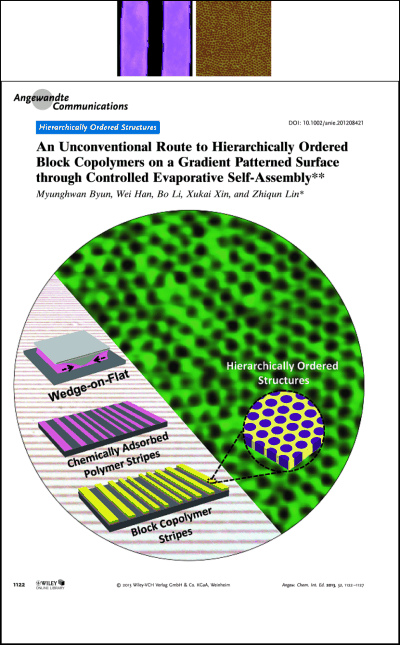 Angewandte
Communications
DOI: 10.1002/anie.201208421
Hierarchically Ordered Structures
An Unconventional Route to Hierarchically Ordered
Block Copolymers on a Gradient Patterned Surface
through Controlled Evaporative Self-Assembly**
Myunghwan Byun, Wei Han, Bo Li, Xukai Xin, and Zhiqun Lin*
Wedge-on-Flat
Hierarchically Ordered
Structures
Chemically Adsorbed
Polymer Stripes
Block Copolymer
Stripes
1122
WILEY
ONLINE LIBRARY
© 2013 Wiley-VCH Verlag GmbH & Co. KGaA, Weinheim
Angew. Chem. Int. Ed. 2013, 52, 1122–1127